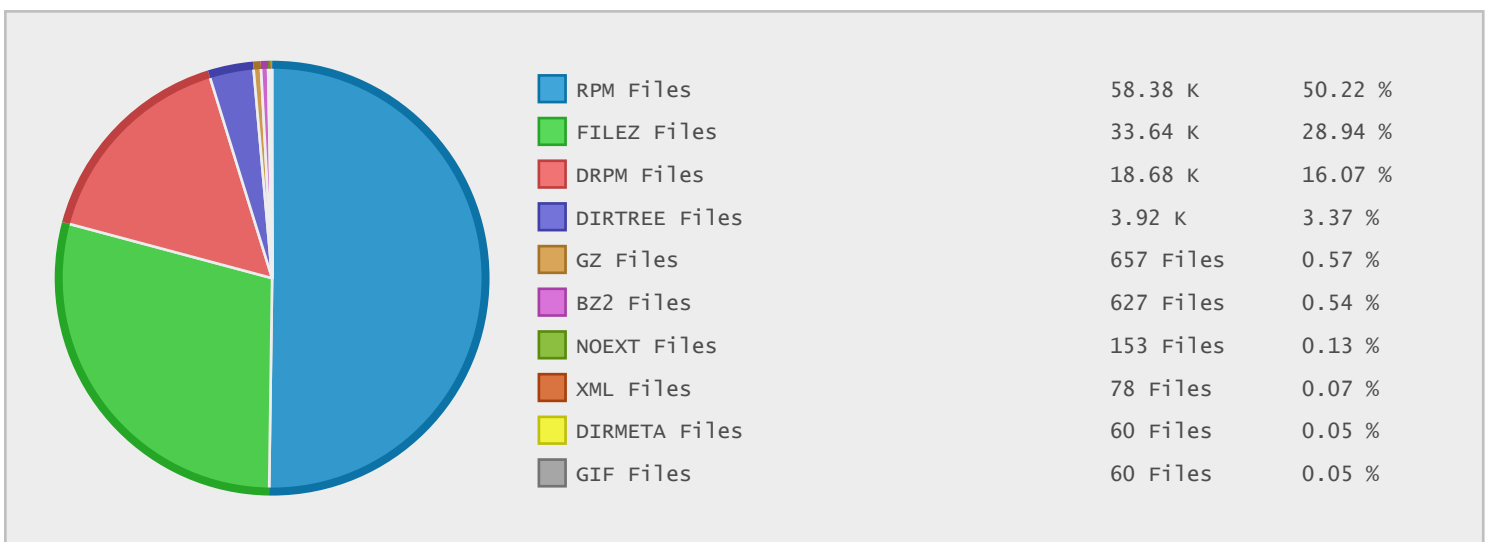 RPM Files 58.38 K 50.22 %
FILEZ Files 33.64 K 28.94 %
DRPM Files 18.68 K 16.07 %
DIRTREE Files 3.92 K 3.37 %
GZ Files 657 Files 0.57 %
BZ2 Files 627 Files 0.54 %
NOEXT Files 153 Files 0.13 %
XML Files 78 Files 0.07 %
DIRMETA Files 60 Files 0.05 %
GIF Files 60 Files 0.05 %